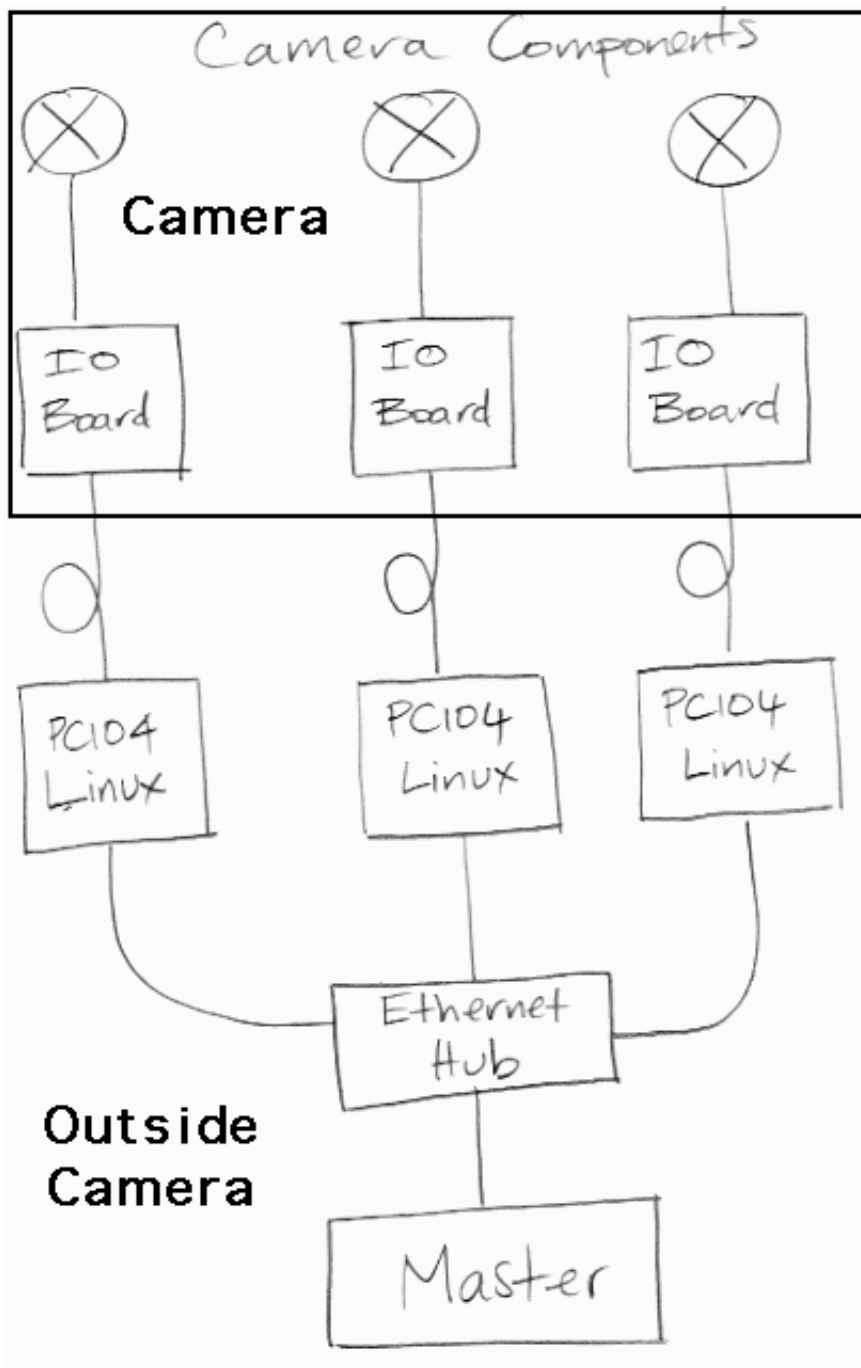 Camera Components
Camera
IO
Board
IO
Board
IO
Board
PC104
Linux
PC104
Linux
PC104
Linux
Ethernet
Hub
Outside
Camera
Master